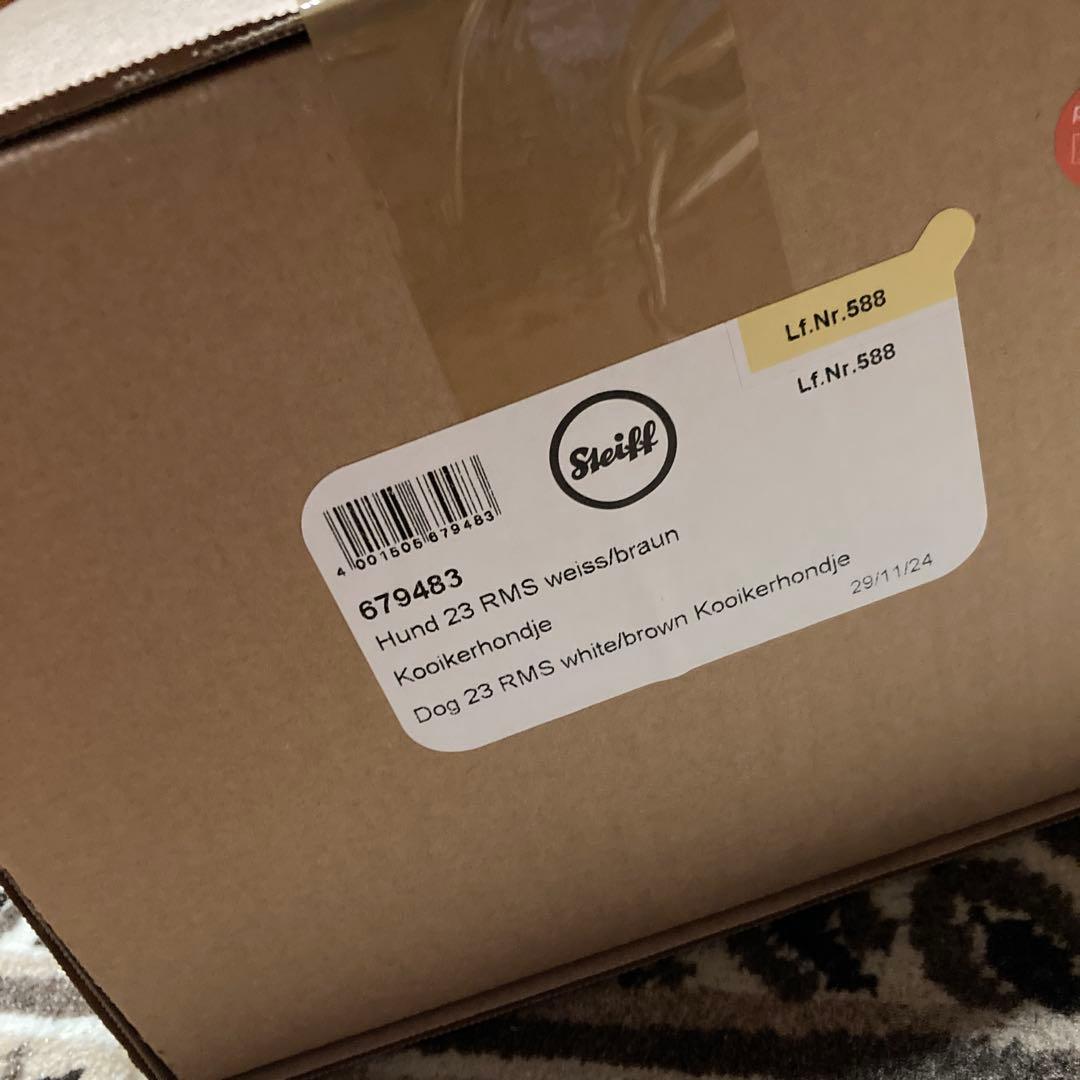 Lf.Nr.588
Lf.Nr.588
Steiff
4 001505 679483
679483
Hund 23 RMS weiss/braun
Kooikerhondje
Dog 23 RMS white/brown Kooikerhondje
29/11/24